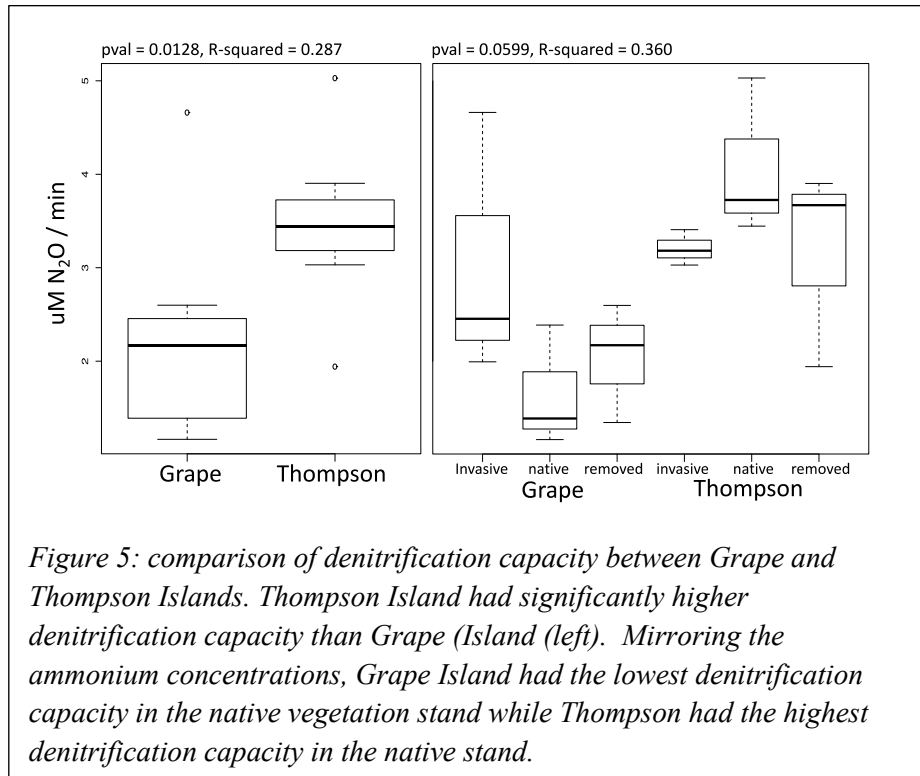 pval = 0.0128, R-squared = 0.287
pval = 0.0599, R-squared = 0.360
uM N₂O / min
5
4
3
2
Grape
Thompson
Invasive native removed invasive native removed
Grape Thompson
Figure 5: comparison of denitrification capacity between Grape and
Thompson Islands. Thompson Island had significantly higher
denitrification capacity than Grape (Island (left). Mirroring the
ammonium concentrations, Grape Island had the lowest denitrification
capacity in the native vegetation stand while Thompson had the highest
denitrification capacity in the native stand.